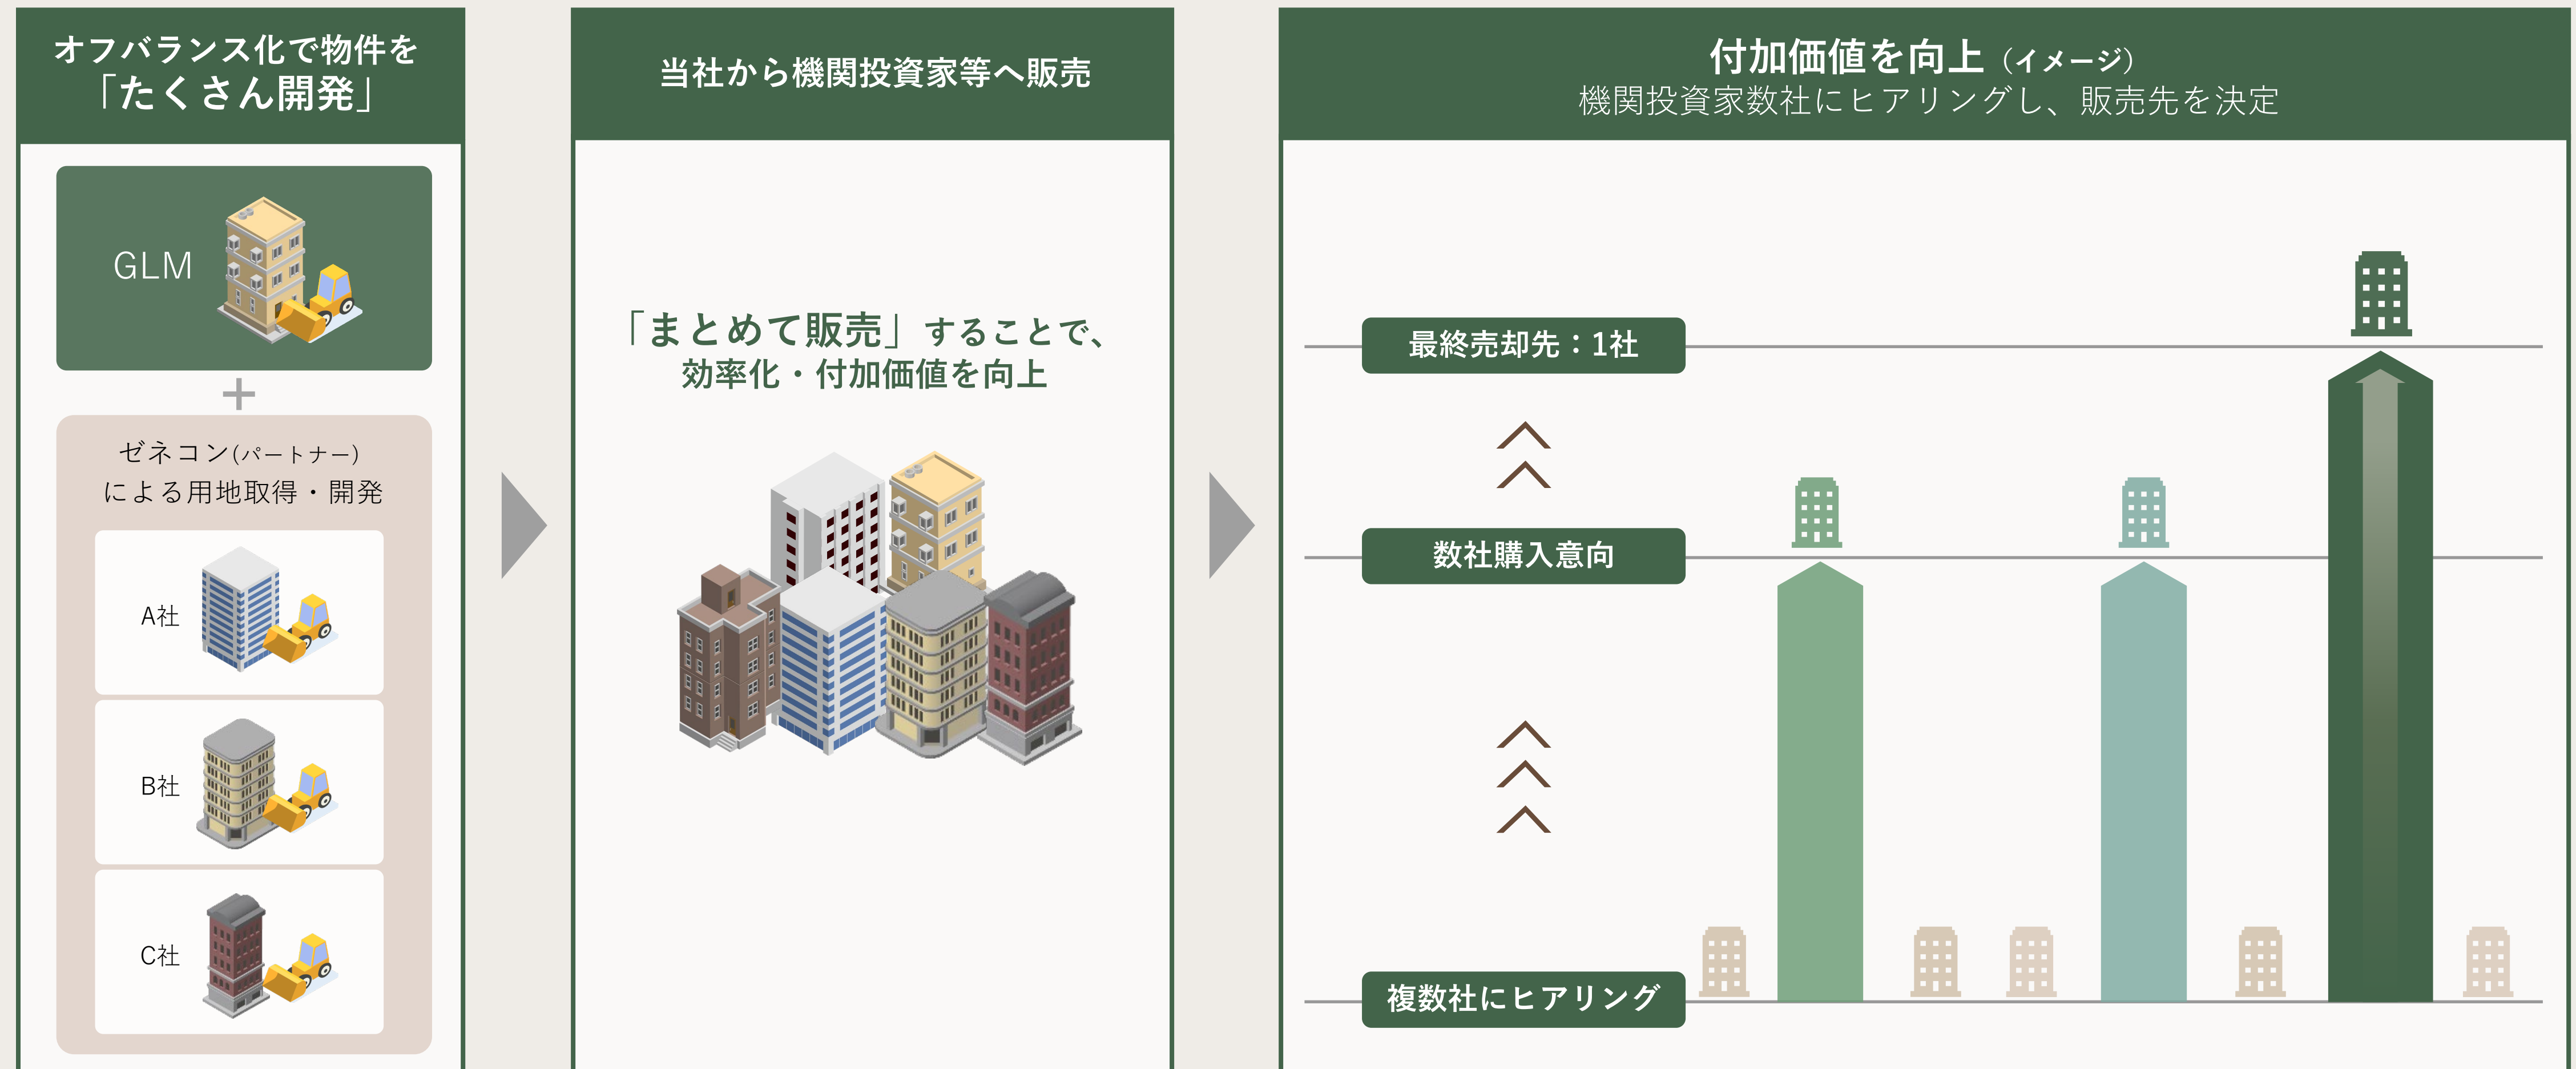 オフバランス化で物件を
「たくさん開発」
GLM
+
ゼネコン(パートナー)
による用地取得・開発
A社
B社
C社
当社から機関投資家等へ販売
「まとめて販売」することで、
効率化・付加価値を向上
付加価値を向上（イメージ）
機関投資家数社にヒアリングし、販売先を決定
最終売却先：1社
数社購入意向
複数社にヒアリング